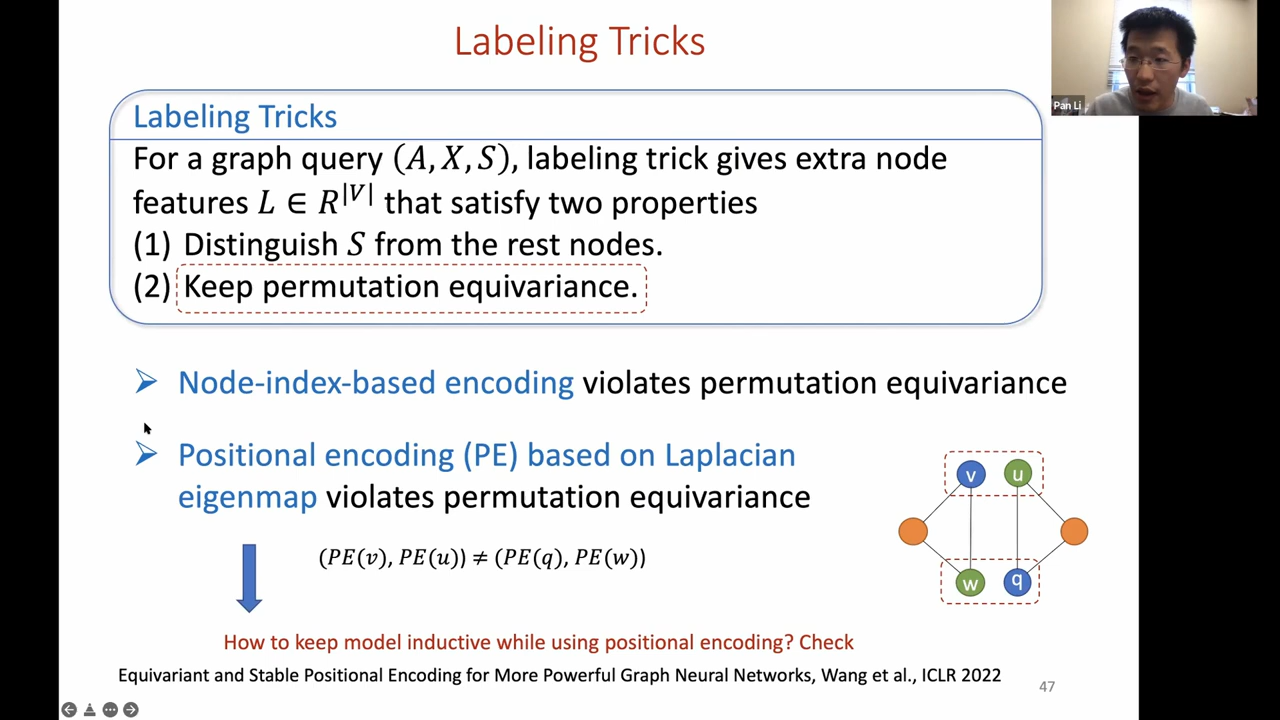 Labeling Tricks
Pan Li
Labeling Tricks
For a graph query (A, X, S), labeling trick gives extra node
features L ∈ R^|V| that satisfy two properties
(1) Distinguish S from the rest nodes.
(2) Keep permutation equivariance.
➢ Node-index-based encoding violates permutation equivariance
➢ Positional encoding (PE) based on Laplacian
eigenmap violates permutation equivariance
v u
(PE(v), PE(u)) ≠ (PE(q), PE(w))
w q
How to keep model inductive while using positional encoding? Check
Equivariant and Stable Positional Encoding for More Powerful Graph Neural Networks, Wang et al., ICLR 2022
47